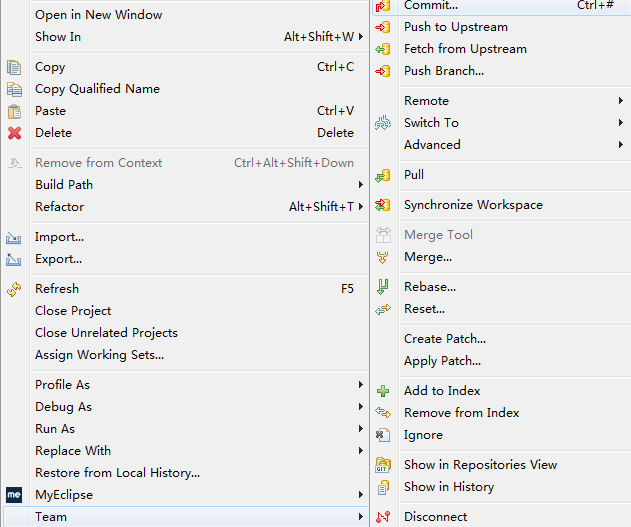 Open in New Window
Show In Alt+Shift+W
Copy Ctrl+C
Copy Qualified Name
Paste Ctrl+V
Delete Delete
Remove from Context Ctrl+Alt+Shift+Down
Build Path
Refactor Alt+Shift+T
Import...
Export...
Refresh F5
Close Project
Close Unrelated Projects
Assign Working Sets...
Profile As
Debug As
Run As
Replace With
Restore from Local History...
me MyEclipse
Team
Commit... Ctrl+#
Push to Upstream
Fetch from Upstream
Push Branch...
Remote
Switch To
Advanced
Pull
Synchronize Workspace
Merge Tool
Merge...
Rebase...
Reset...
Create Patch...
Apply Patch...
Add to Index
Remove from Index
Ignore
GIT Show in Repositories View
Show in History
Disconnect